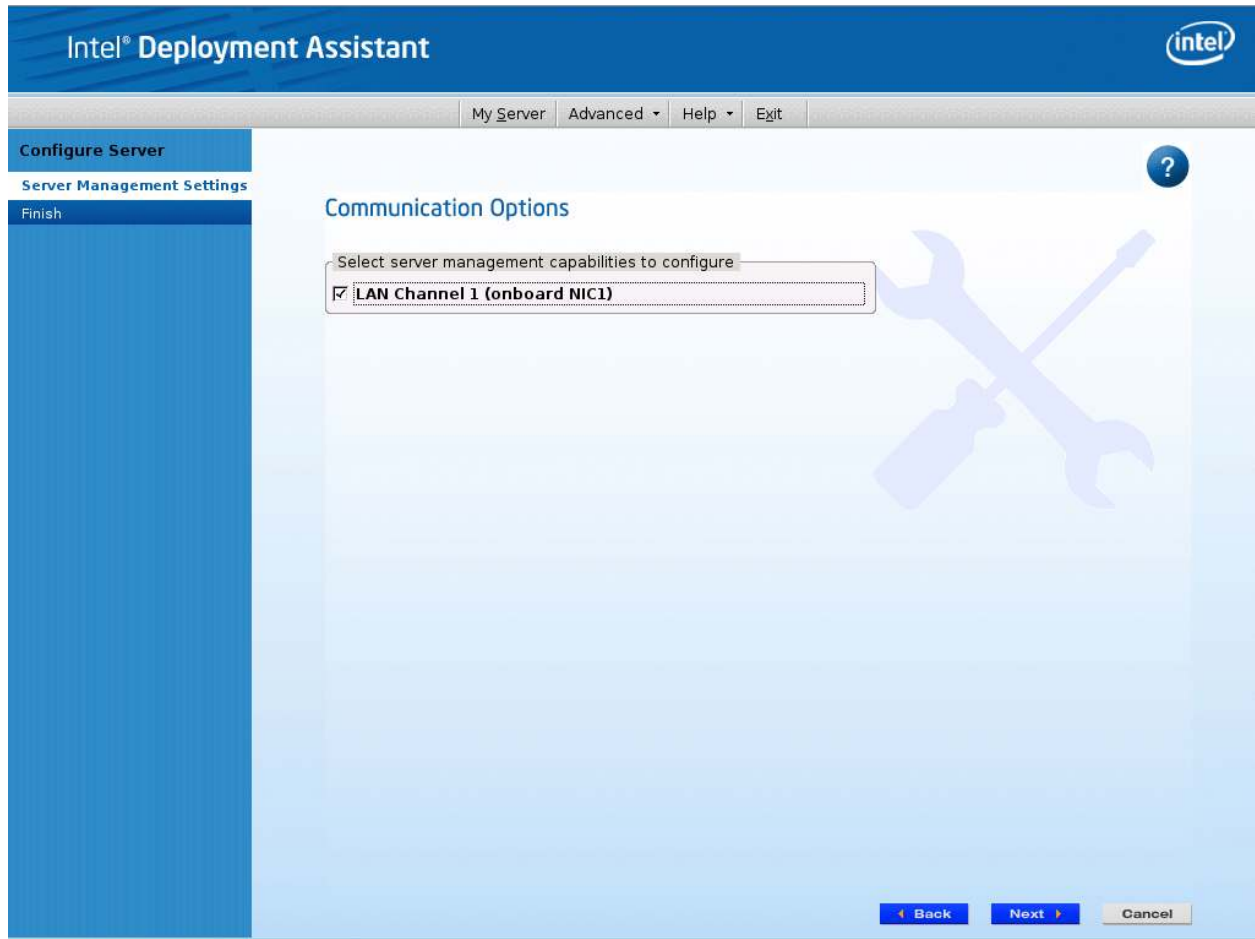 Intel® Deployment Assistant
intel
My Server Advanced Help Exit
Configure Server
?
Server Management Settings
Finish
Communication Options
Select server management capabilities to configure
LAN Channel 1 (onboard NIC1)
Back Next Cancel